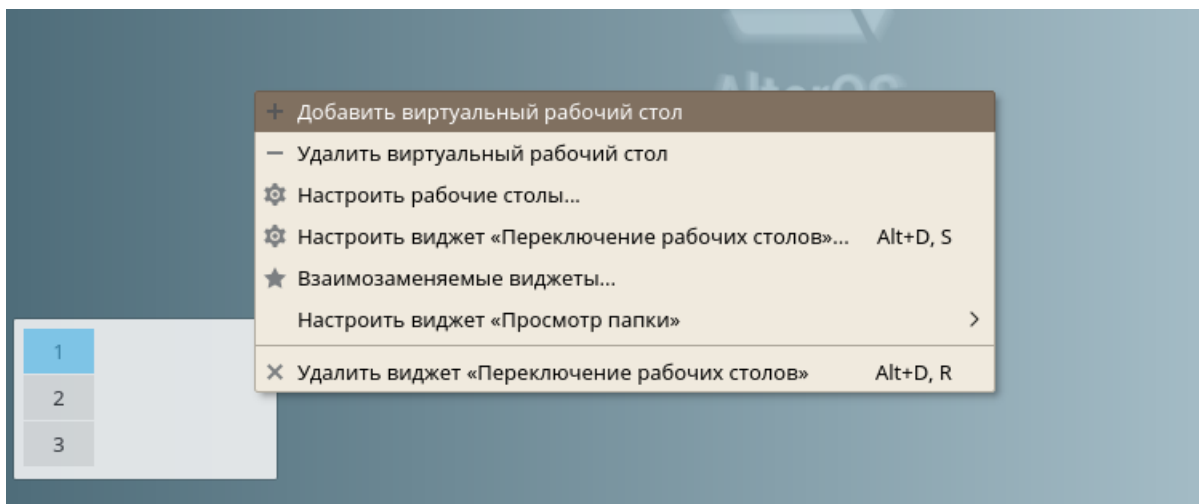 AlterOS
+ Добавить виртуальный рабочий стол
− Удалить виртуальный рабочий стол
Настроить рабочие столы...
Настроить виджет «Переключение рабочих столов»... Alt+D, S
Взаимозаменяемые виджеты...
Настроить виджет «Просмотр папки» >
Удалить виджет «Переключение рабочих столов» Alt+D, R
1
2
3